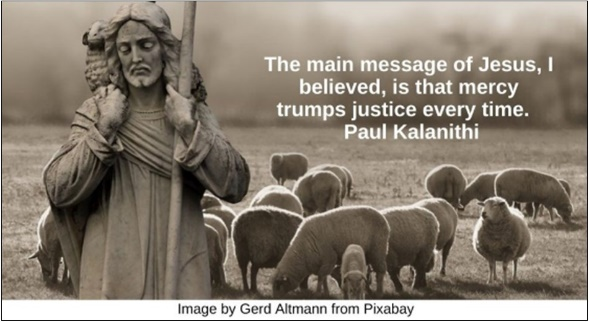 The main message of Jesus, I
believed, is that mercy
trumps justice every time.
Paul Kalanithi
Image by Gerd Altmann from Pixabay